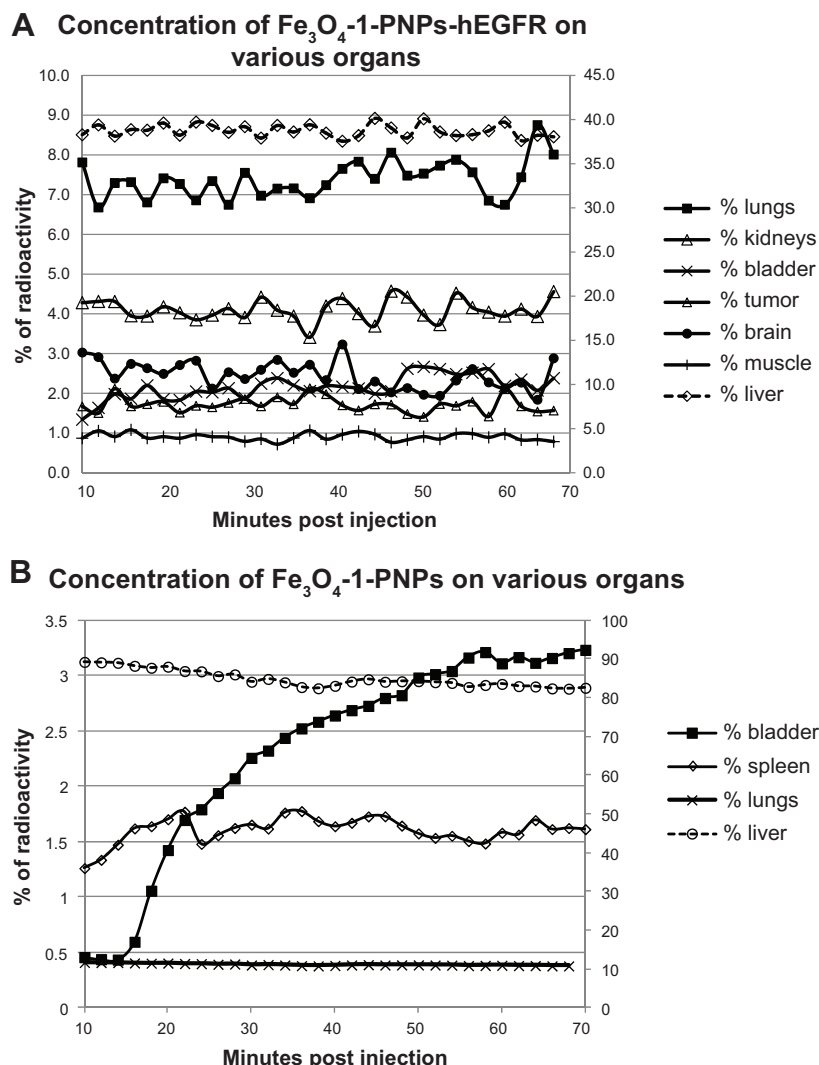 A
Concentration of Fe₃O₄-1-PNPs-hEGFR on
various organs
% of radioactivity
10.0
9.0
8.0
7.0
6.0
5.0
4.0
3.0
2.0
1.0
0.0
45.0
40.0
35.0
30.0
25.0
20.0
15.0
10.0
5.0
0.0
10 20 30 40 50 60 70
Minutes post injection
% lungs
% kidneys
% bladder
% tumor
% brain
% muscle
% liver
B
Concentration of Fe₃O₄-1-PNPs on various organs
% of radioactivity
3.5
3
2.5
2
1.5
1
0.5
0
100
90
80
70
60
50
40
30
20
10
0
10 20 30 40 50 60 70
Minutes post injection
% bladder
% spleen
% lungs
% liver